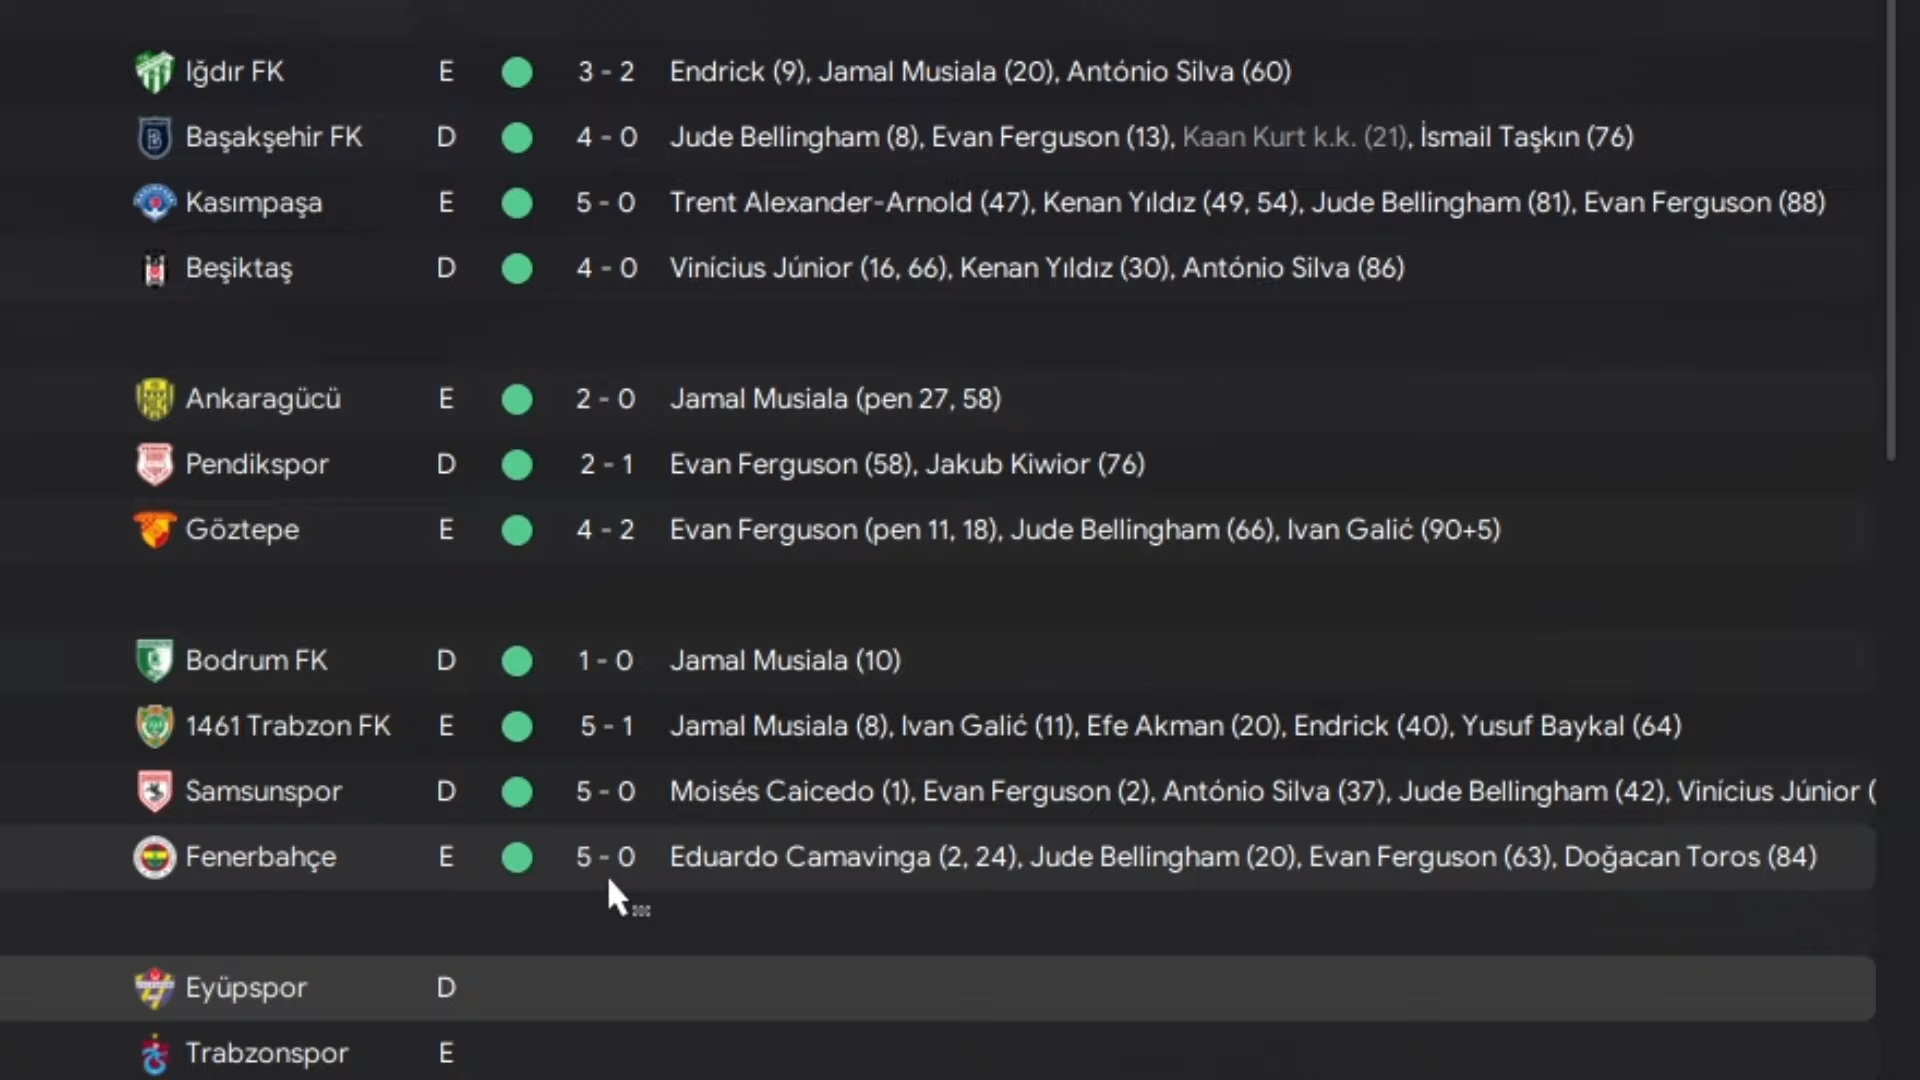 Iğdır FK E 3 - 2 Endrick (9), Jamal Musiala (20), António Silva (60)
Başakşehir FK D 4 - 0 Jude Bellingham (8), Evan Ferguson (13), Kaan Kurt k.k. (21), İsmail Taşkın (76)
Kasımpaşa E 5 - 0 Trent Alexander-Arnold (47), Kenan Yıldız (49, 54), Jude Bellingham (81), Evan Ferguson (88)
Beşiktaş D 4 - 0 Vinícius Júnior (16, 66), Kenan Yıldız (30), António Silva (86)
Ankaragücü E 2 - 0 Jamal Musiala (pen 27, 58)
Pendikspor D 2 - 1 Evan Ferguson (58), Jakub Kiwior (76)
Göztepe E 4 - 2 Evan Ferguson (pen 11, 18), Jude Bellingham (66), Ivan Galić (90+5)
Bodrum FK D 1 - 0 Jamal Musiala (10)
1461 Trabzon FK E 5 - 1 Jamal Musiala (8), Ivan Galić (11), Efe Akman (20), Endrick (40), Yusuf Baykal (64)
Samsunspor D 5 - 0 Moisés Caicedo (1), Evan Ferguson (2), António Silva (37), Jude Bellingham (42), Vinícius Júnior (
Fenerbahçe E 5 - 0 Eduardo Camavinga (2, 24), Jude Bellingham (20), Evan Ferguson (63), Doğacan Toros (84)
Eyüpspor D
Trabzonspor E